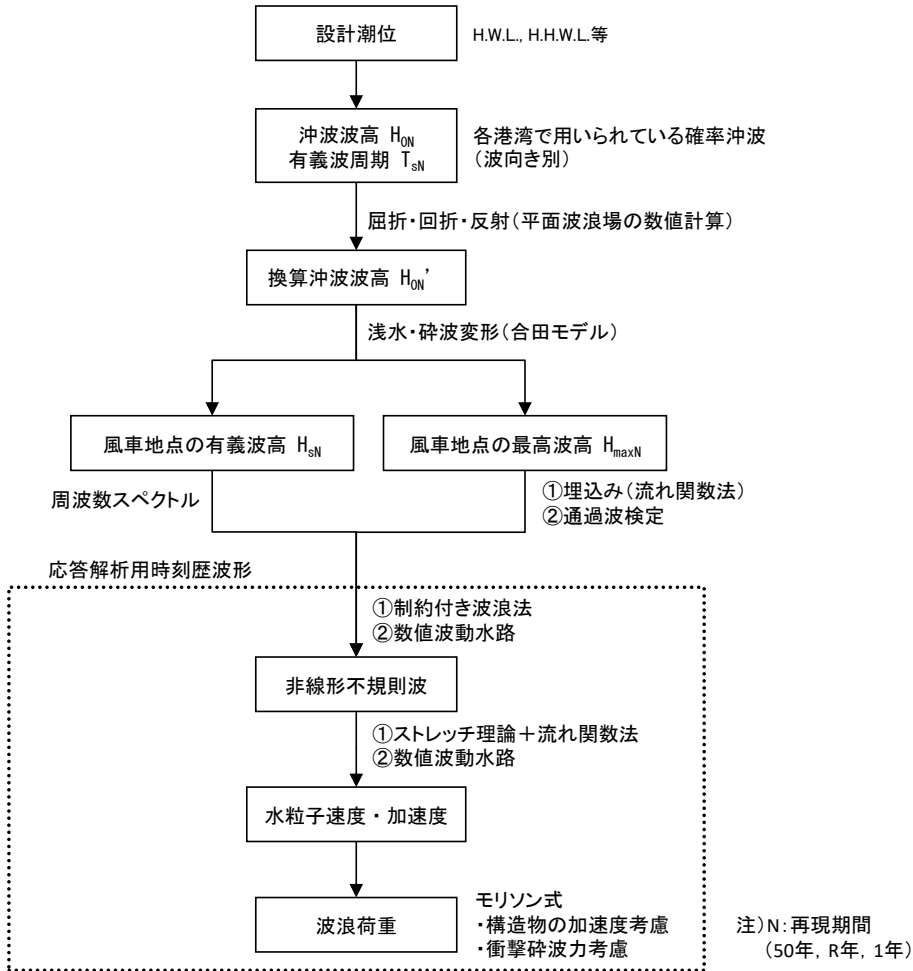 設計潮位
H.W.L., H.H.W.L.等
沖波波高 H0N
有義波周期 TsN
各港湾で用いられている確率沖波
(波向き別)
屈折・回折・反射(平面波浪場の数値計算)
換算沖波波高 H0N'
浅水・砕波変形(合田モデル)
風車地点の有義波高 HsN
風車地点の最高波高 HmaxN
周波数スペクトル
①埋込み(流れ関数法)
②通過波検定
応答解析用時刻歴波形
①制約付き波浪法
②数値波動水路
非線形不規則波
①ストレッチ理論+流れ関数法
②数値波動水路
水粒子速度・加速度
波浪荷重
モリソン式
・構造物の加速度考慮
・衝撃砕波力考慮
注)N:再現期間
(50年, R年, 1年)